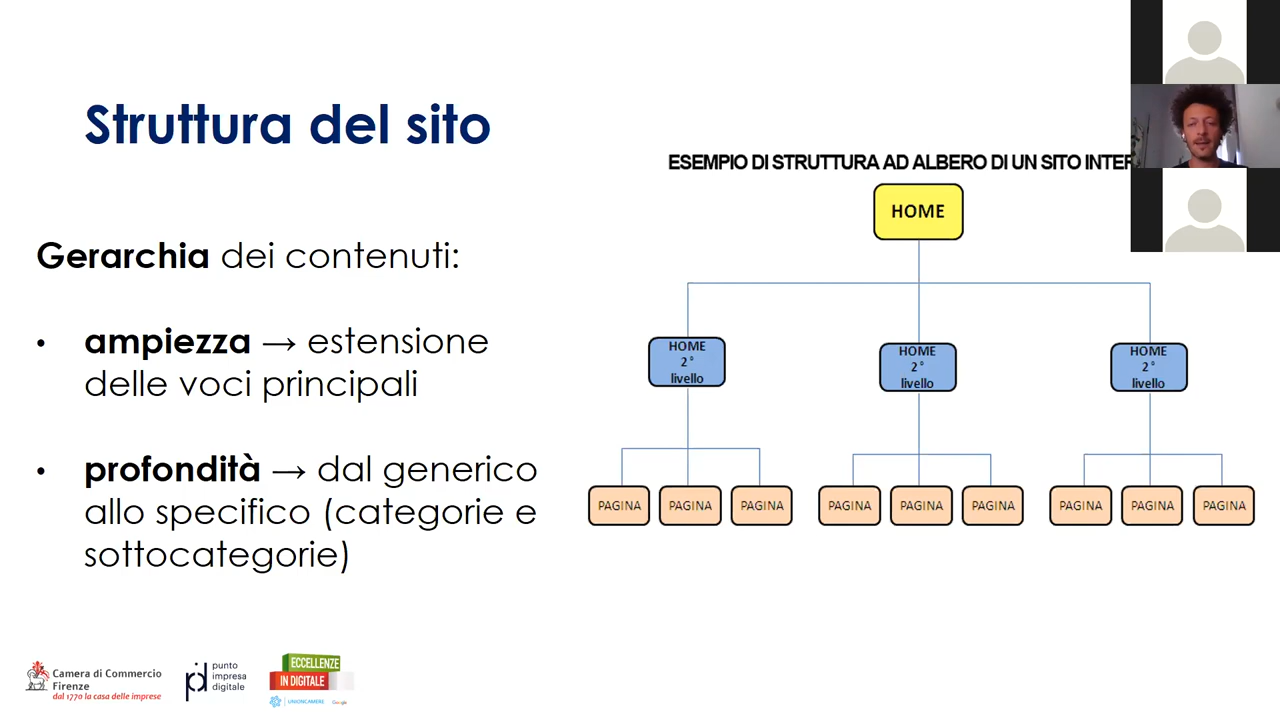 Struttura del sito
ESEMPIO DI STRUTTURA AD ALBERO DI UN SITO
HOME
Gerarchia dei contenuti:
• ampiezza → estensione
delle voci principali
• profondità → dal generico
allo specifico (categorie e
sottocategorie)
HOME
2°
livello
HOME
2°
livello
HOME
2°
livello
PAGINA PAGINA PAGINA PAGINA PAGINA PAGINA PAGINA PAGINA PAGINA
Camera di Commercio
Firenze
dal 1770 la casa delle imprese
pid
punto
impresa
digitale
ECCELLENZE
IN DIGITALE
UNIONCAMERE Google